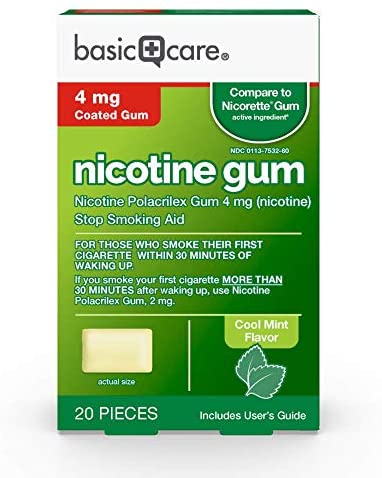 basic care®
4 mg
Coated Gum
Compare to
Nicorette® Gum
active ingredient*
NDC 0113-7532-60
nicotine gum
Nicotine Polacrilex Gum 4 mg (nicotine)
Stop Smoking Aid
FOR THOSE WHO SMOKE THEIR FIRST
CIGARETTE WITHIN 30 MINUTES OF
WAKING UP.
If you smoke your first cigarette MORE THAN
30 MINUTES after waking up, use Nicotine
Polacrilex Gum, 2 mg.
Cool Mint
Flavor
actual size
20 PIECES
Includes User's Guide